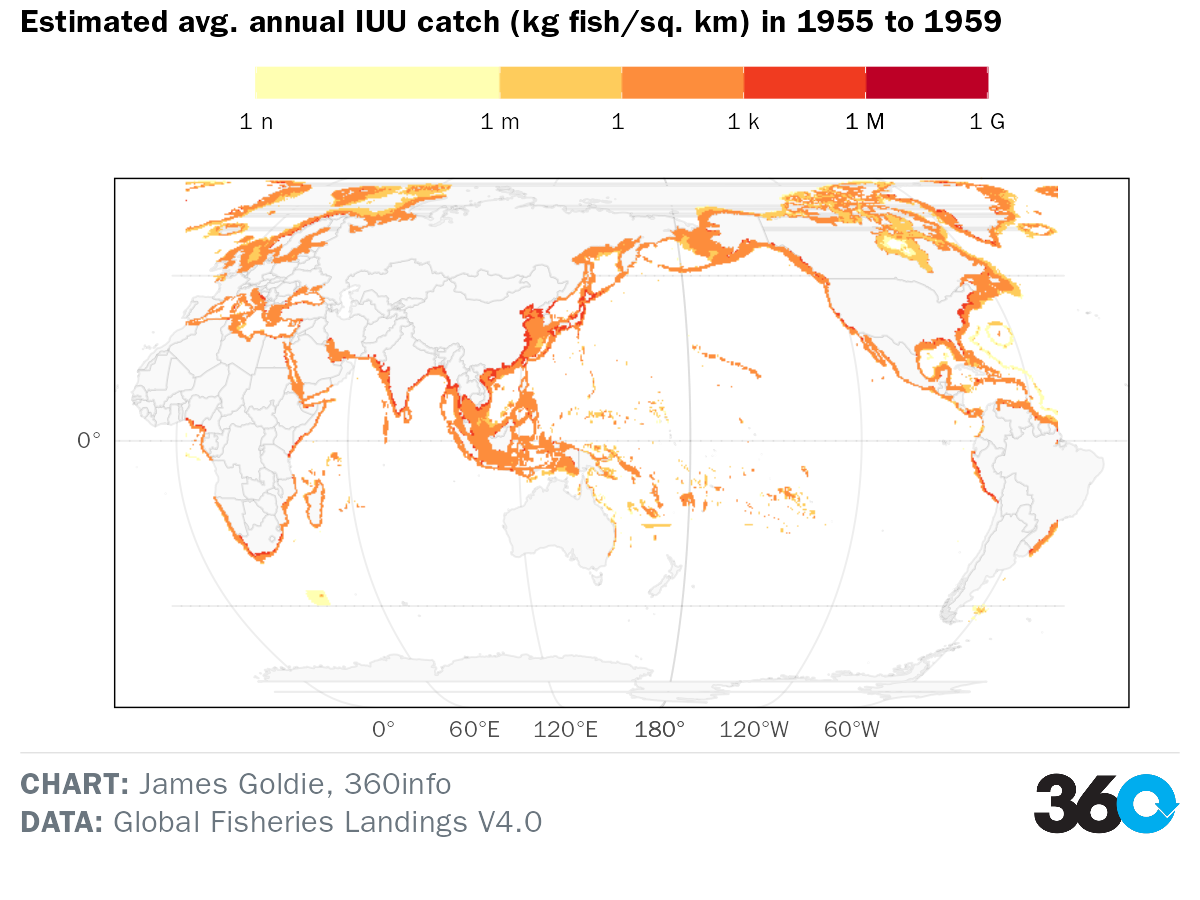 Estimated avg. annual IUU catch (kg fish/sq. km) in 1955 to 1959
1 n 1 m 1 1 k 1 M 1 G
0°
0° 60°E 120°E 180° 120°W 60°W
CHART: James Goldie, 360info
DATA: Global Fisheries Landings V4.0
360